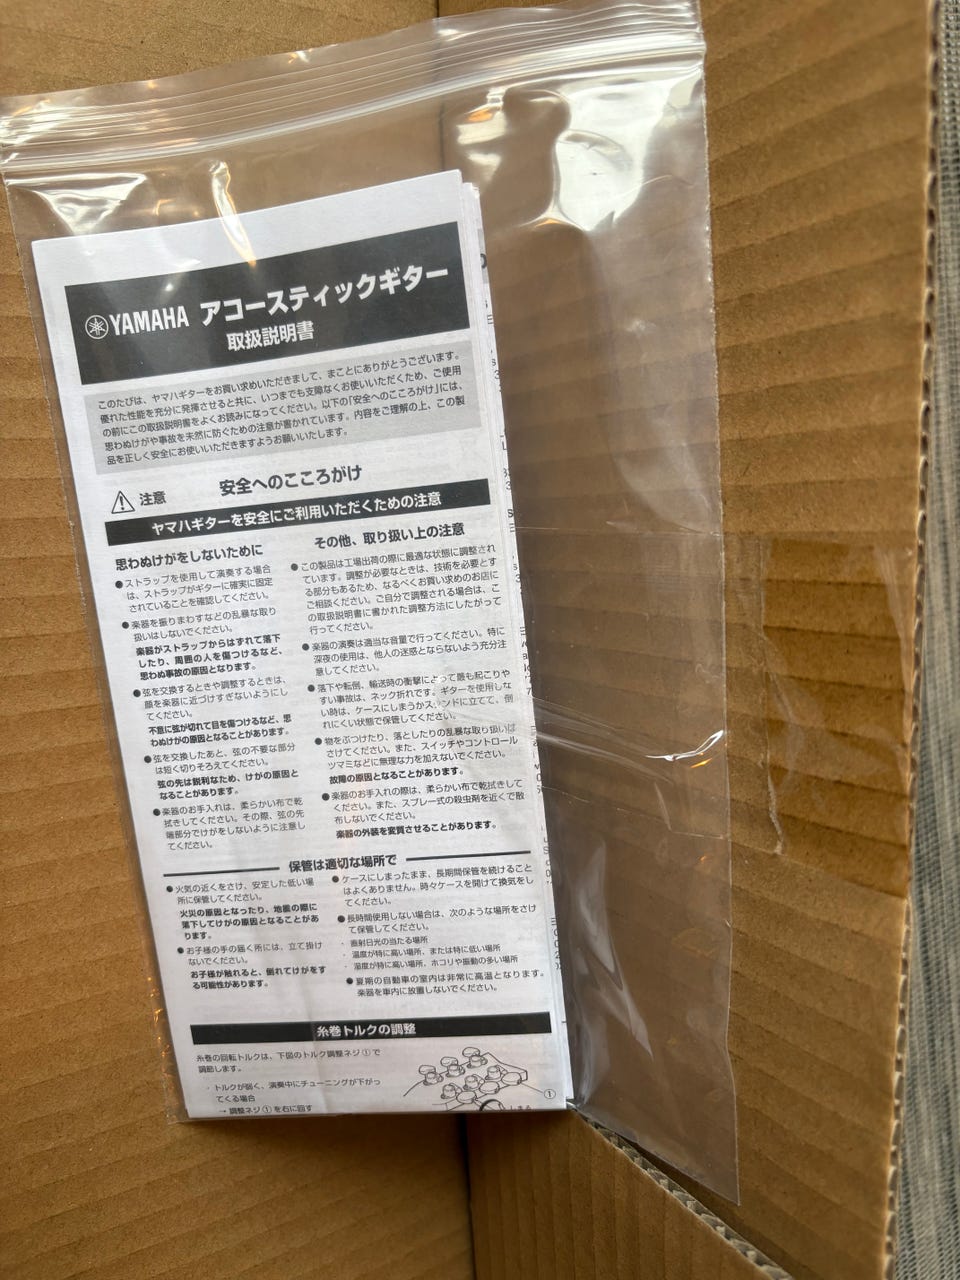 YAMAHA アコースティックギター
取扱説明書
このたびは、ヤマハギターをお買い求めいただきまして、まことにありがとうございます。
優れた性能を充分に発揮させると共に、いつまでも支障なくお使いいただくため、ご使用
の前にこの取扱説明書をよくお読みになってください。以下の「安全へのこころがけ」には、
思わぬけがや事故を未然に防ぐための注意が書かれています。内容をご理解の上、この製
品を正しく安全にお使いいただきますようお願いいたします。
注意 安全へのこころがけ
ヤマハギターを安全にご利用いただくための注意
思わぬけがをしないために
●ストラップを使用して演奏する場合
は、ストラップがギターに確実に固定
されていることを確認してください。
●楽器を振りまわすなどの乱暴な取り
扱いはしないでください。
楽器がストラップからはずれて落下
したり、周囲の人を傷つけるなど、
思わぬ事故の原因となります。
●弦を交換するときや調整するときは、
顔を楽器に近づけすぎないようにし
てください。
不意に弦が切れて目を傷つけるなど、思
わぬけがの原因となることがあります。
●弦を交換したあと、弦の不要な部分
は短く切りそろえてください。
弦の先は鋭利なため、けがの原因と
なることがあります。
●楽器のお手入れは、柔らかい布で乾
拭きしてください。その際、弦の先
端部分でけがをしないように注意し
てください。
その他、取り扱い上の注意
●この製品は工場出荷の際に最適な状態に調整され
ています。調整が必要なときは、技術を必要とす
る部分もあるため、なるべくお買い求めのお店に
ご相談ください。ご自分で調整される場合は、こ
の取扱説明書に書かれた調整方法にしたがって
行ってください。
●楽器の演奏は適当な音量で行ってください。特に
深夜の使用は、他人の迷惑とならないよう充分注
意してください。
●落下や転倒、輸送時の衝撃によって最も起こりや
すい事故は、ネック折れです。ギターを使用しな
い時は、ケースにしまうかスタンドに立てて、倒
れにくい状態で保管してください。
●物をぶつけたり、落としたりの乱暴な取り扱いは
さけてください。また、スイッチやコントロール
ツマミなどに無理な力を加えないでください。
故障の原因となることがあります。
●楽器のお手入れの際は、柔らかい布で乾拭きして
ください。また、スプレー式の殺虫剤を近くで散
布しないでください。
楽器の外装を変質させることがあります。
保管は適切な場所で
●火気の近くをさけ、安定した低い場
所に保管してください。
火災の原因となったり、地震の際に
落下してけがの原因となることがあ
ります。
●お子様の手の届く所には、立て掛け
ないでください。
お子様が触れると、倒れてけがをす
る可能性があります。
●ケースにしまったまま、長期間保管を続けること
はよくありません。時々ケースを開けて換気をし
てください。
●長時間使用しない場合は、次のような場所をさけ
て保管してください。
・直射日光の当たる場所
・温度が特に高い場所、または特に低い場所
・湿度が特に高い場所、ホコリや振動の多い場所
●夏期の自動車の室内は非常に高温となります。
楽器を車内に放置しないでください。
糸巻トルクの調整
糸巻の回転トルクは、下図のトルク調整ネジ①で
調節します。
・トルクが弱く、演奏中にチューニングが下がっ
てくる場合
→ 調整ネジ①を右に回す
①
しまる